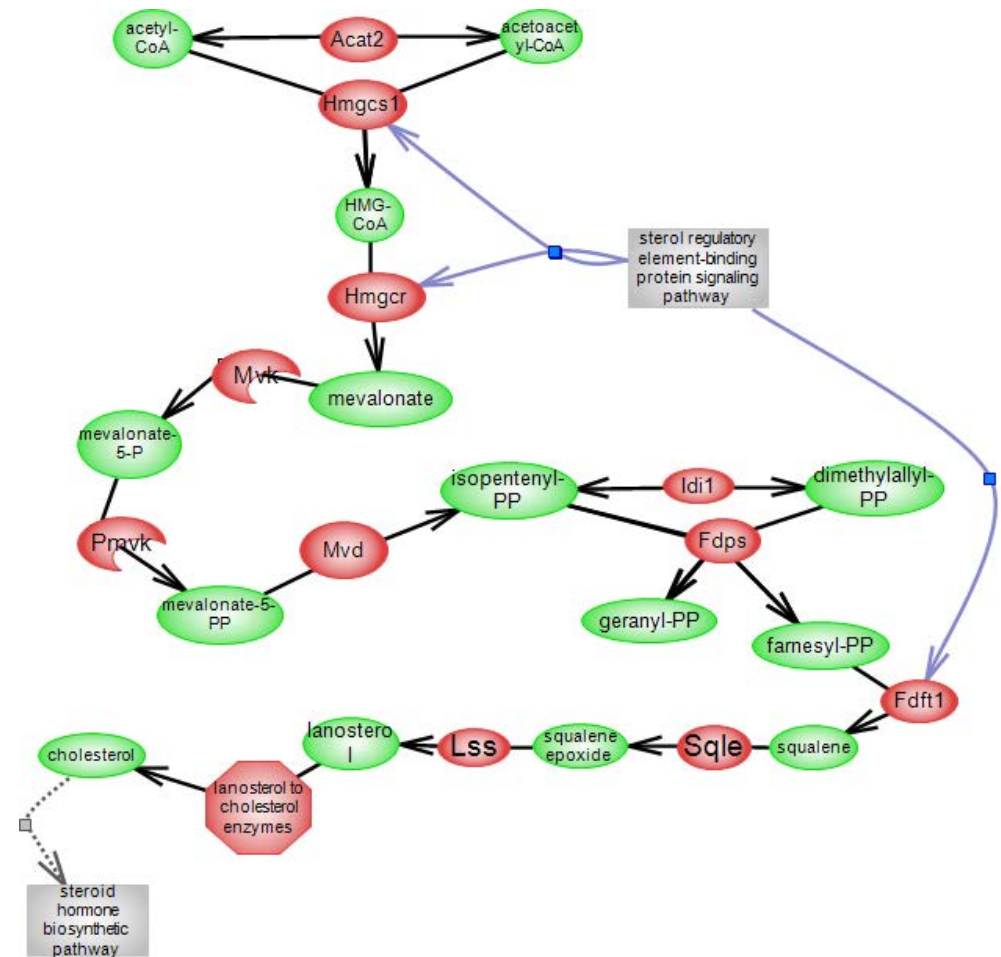 acetyl-
CoA
Acat2
acetoacet
yl-CoA
Hmgcs1
HMG-
CoA
sterol regulatory
element-binding
protein signaling
pathway
Hmgcr
Mvk
mevalonate
mevalonate-
5-P
isopentenyl-
PP
Idi1
dimethylallyl-
PP
Pmvk
Mvd
Fdps
mevalonate-5-
PP
geranyl-PP
farnesyl-PP
Fdft1
lanostero
l
Lss
squalene
epoxide
Sqle
squalene
cholesterol
lanosterol to
cholesterol
enzymes
steroid
hormone
biosynthetic
pathway